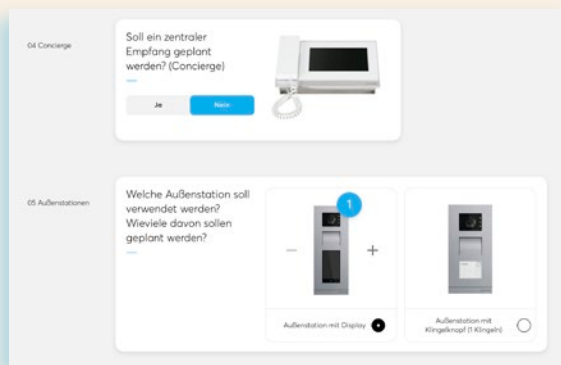 04 Concierge
Soll ein zentraler
Empfang geplant
werden? (Concierge)
Je
Nein
05 Außenstationen
Welche Außenstation soll
verwendet werden?
Wieviele davon sollen
geplant werden?
1
− +
Außenstation mit Display
Außenstation mit
Klingelknopf (1 Klingeln)